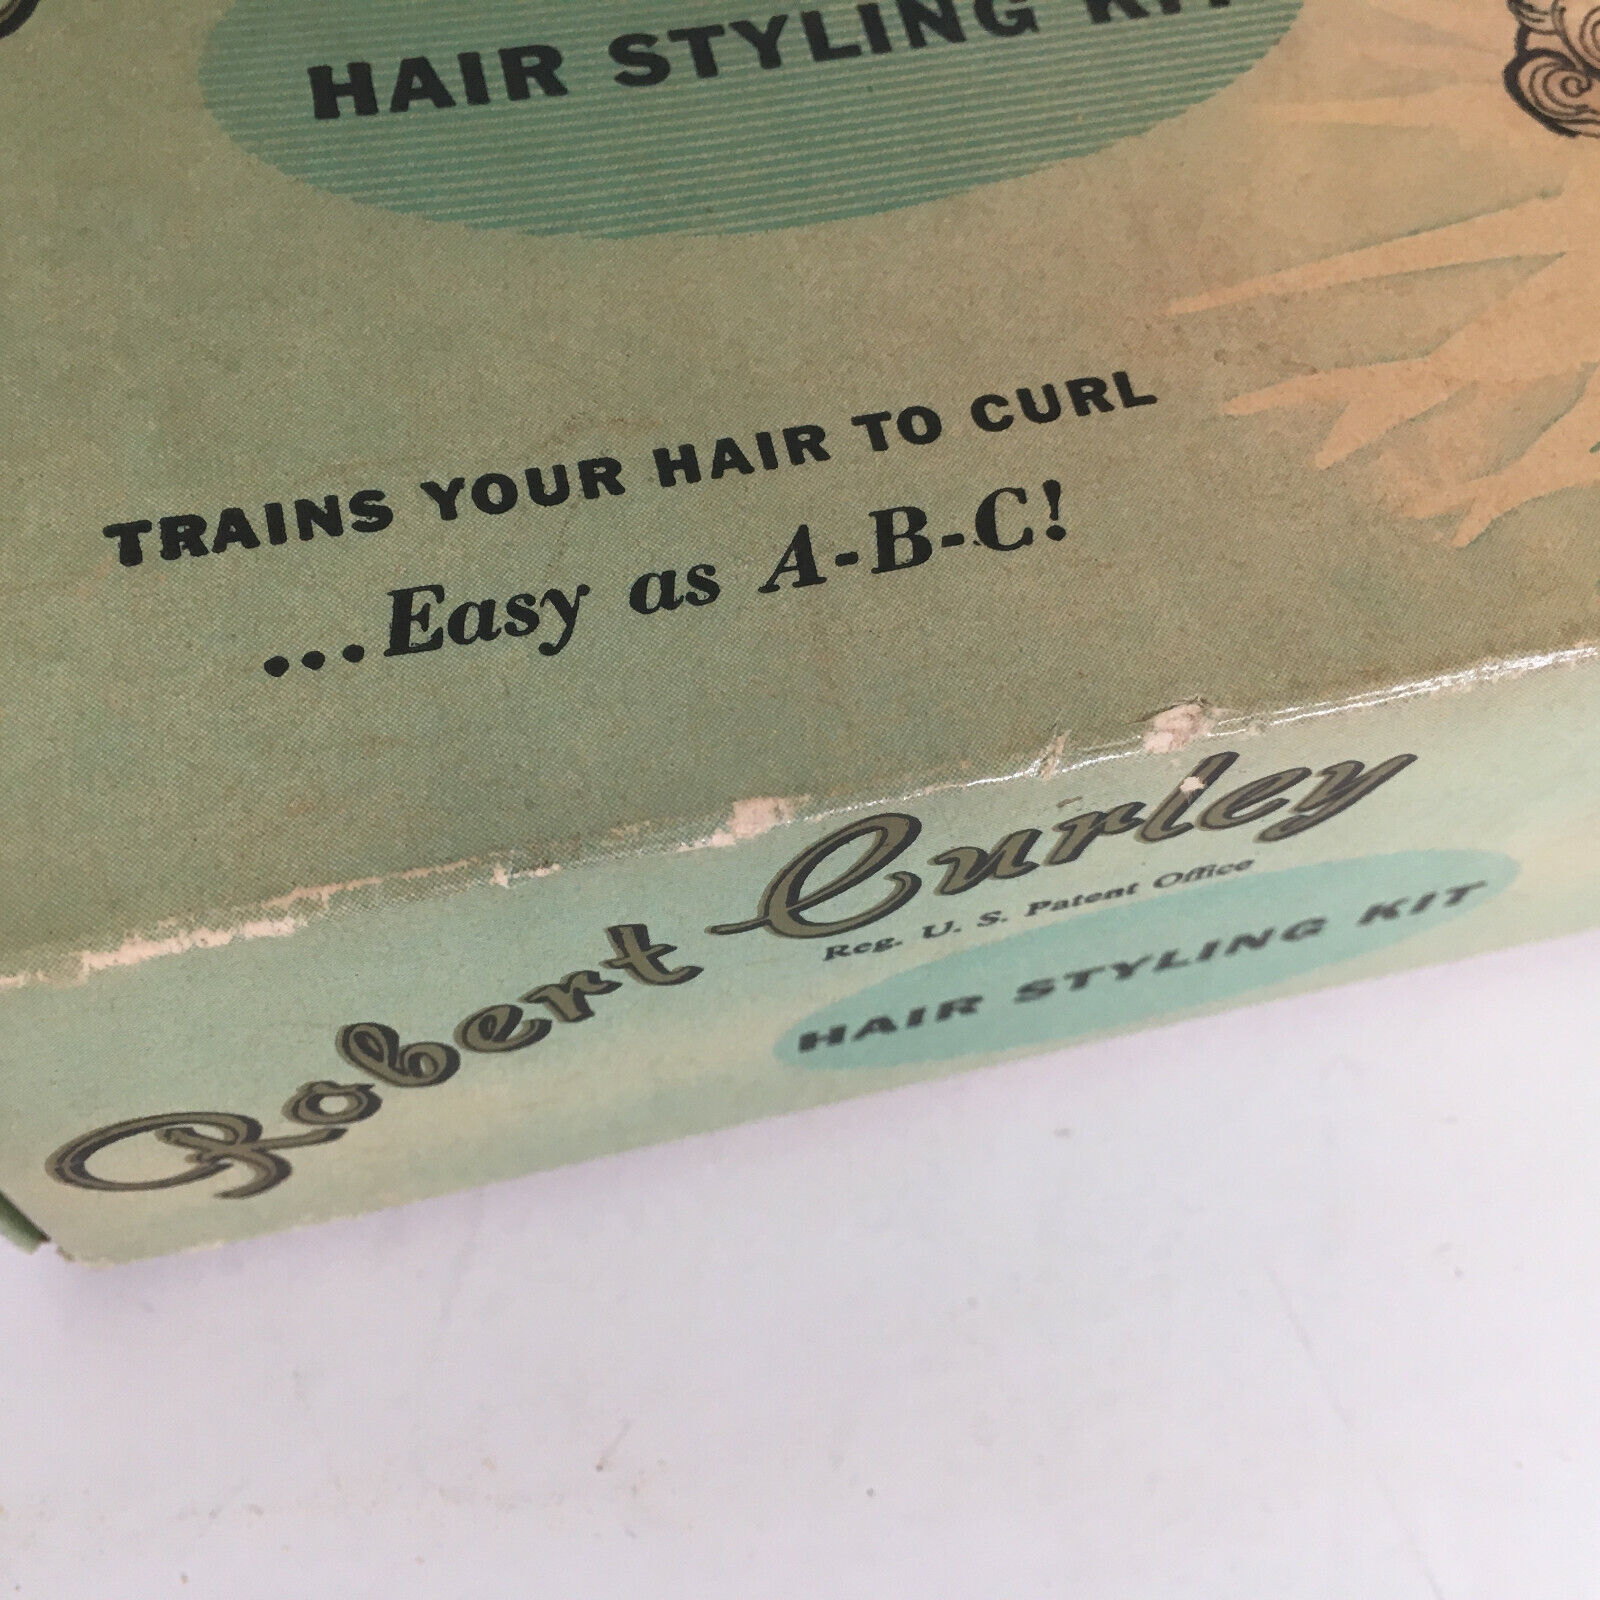 HAIR STYLING KIT
TRAINS YOUR HAIR TO CURL
...Easy as A-B-C!
Robert Curley
Reg. U. S. Patent Office
HAIR STYLING KIT